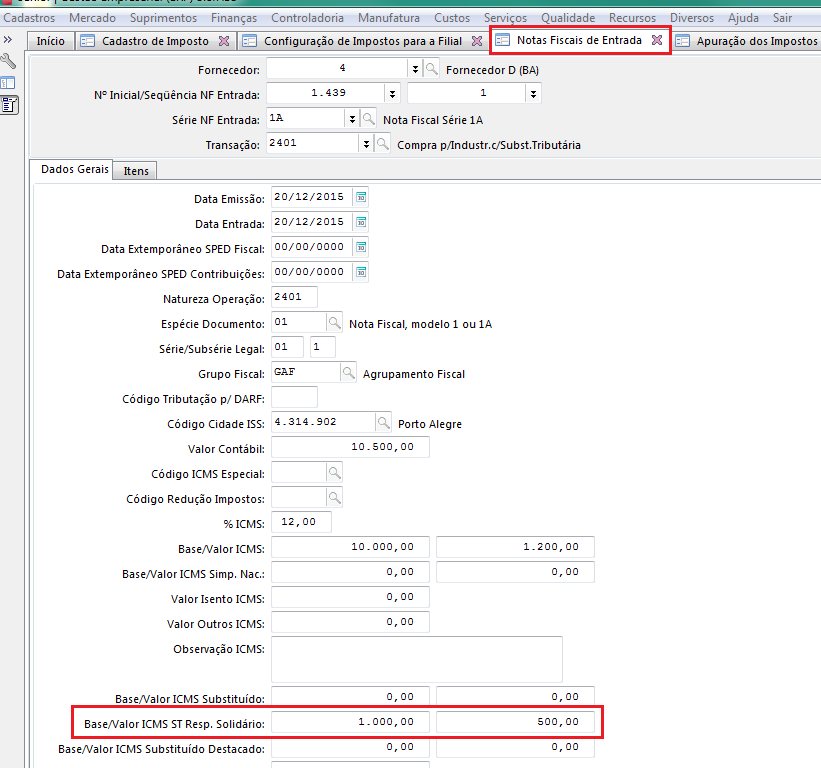 Cadastros Mercado Suprimentos Finanças Controladoria Manufatura Custos Serviços Qualidade Recursos Diversos Ajuda Sair
Início Cadastro de Imposto Configuração de Impostos para a Filial Notas Fiscais de Entrada Apuração dos Impostos
Fornecedor: 4 Fornecedor D (BA)
Nº Inicial/Seqüência NF Entrada: 1.439 1
Série NF Entrada: 1A Nota Fiscal Série 1A
Transação: 2401 Compra p/Industr.c/Subst.Tributária
Dados Gerais Itens
Data Emissão: 20/12/2015
Data Entrada: 20/12/2015
Data Extemporâneo SPED Fiscal: 00/00/0000
Data Extemporâneo SPED Contribuições: 00/00/0000
Natureza Operação: 2401
Espécie Documento: 01 Nota Fiscal, modelo 1 ou 1A
Série/Subsérie Legal: 01 1
Grupo Fiscal: GAF Agrupamento Fiscal
Código Tributação p/ DARF:
Código Cidade ISS: 4.314.902 Porto Alegre
Valor Contábil: 10.500,00
Código ICMS Especial:
Código Redução Impostos:
% ICMS: 12,00
Base/Valor ICMS: 10.000,00 1.200,00
Base/Valor ICMS Simp. Nac.: 0,00 0,00
Valor Isento ICMS: 0,00
Valor Outros ICMS: 0,00
Observação ICMS:
Base/Valor ICMS Substituído: 0,00 0,00
Base/Valor ICMS ST Resp. Solidário: 1.000,00 500,00
Base/Valor ICMS Substituído Destacado: 0,00 0,00